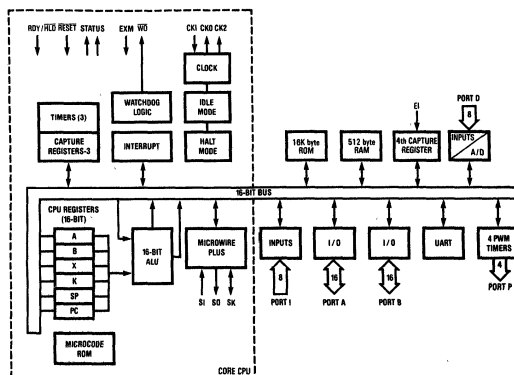 RDY/HLD RESET STATUS EXM WO CKI CKO CK2
CLOCK
WATCHDOG
LOGIC
IDLE
MODE
TIMERS (3)
CAPTURE
REGISTERS-3
INTERRUPT
HALT
MODE
EI
PORT D
8
16K byte
ROM
512 byte
RAM
4th CAPTURE
REGISTER
INPUTS
A/D
16-BIT BUS
CPU REGISTERS
(16-BIT)
A
B
X
K
SP
PC
16-BIT
ALU
MICROWIRE
PLUS
SI SO SK
INPUTS
I/O
I/O
UART
4 PWM
TIMERS
8
16
16
4
PORT I
PORT A
PORT B
PORT P
MICROCODE
ROM
CORE CPU